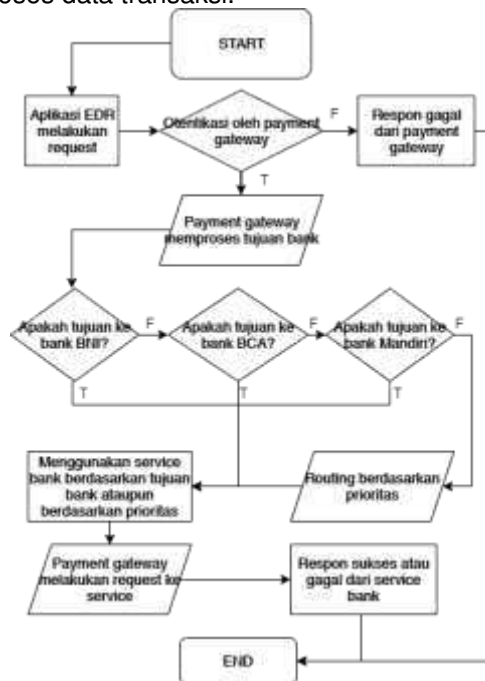 oses data transaksi.
START
Aplikasi EDR
melakukan
request
Otentikasi oleh payment
gateway
F
Respon gagal
dari payment
gateway
T
Payment gateway
memproses tujuan bank
Apakah tujuan ke
bank BNI?
F
Apakah tujuan ke
bank BCA?
F
Apakah tujuan ke
bank Mandiri?
F
T
T
T
Menggunakan service
bank berdasarkan tujuan
bank ataupun
berdasarkan prioritas
Routing berdasarkan
prioritas
Payment gateway
melakukan request ke
service
Respon sukses atau
gagal dari service
bank
END